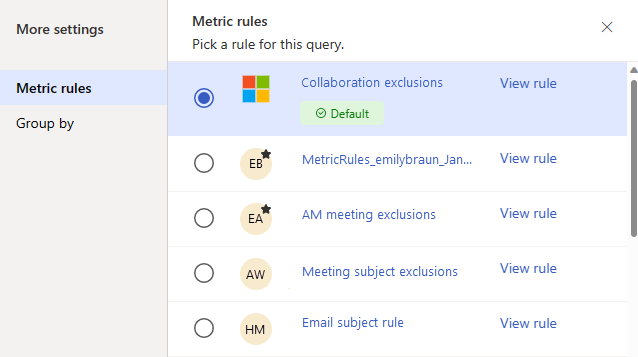 More settings
Metric rules
Group by
Metric rules
Pick a rule for this query.
Collaboration exclusions
View rule
Default
EB
MetricRules_emilybraun_Jan...
View rule
EA
AM meeting exclusions
View rule
AW
Meeting subject exclusions
View rule
HM
Email subject rule
View rule